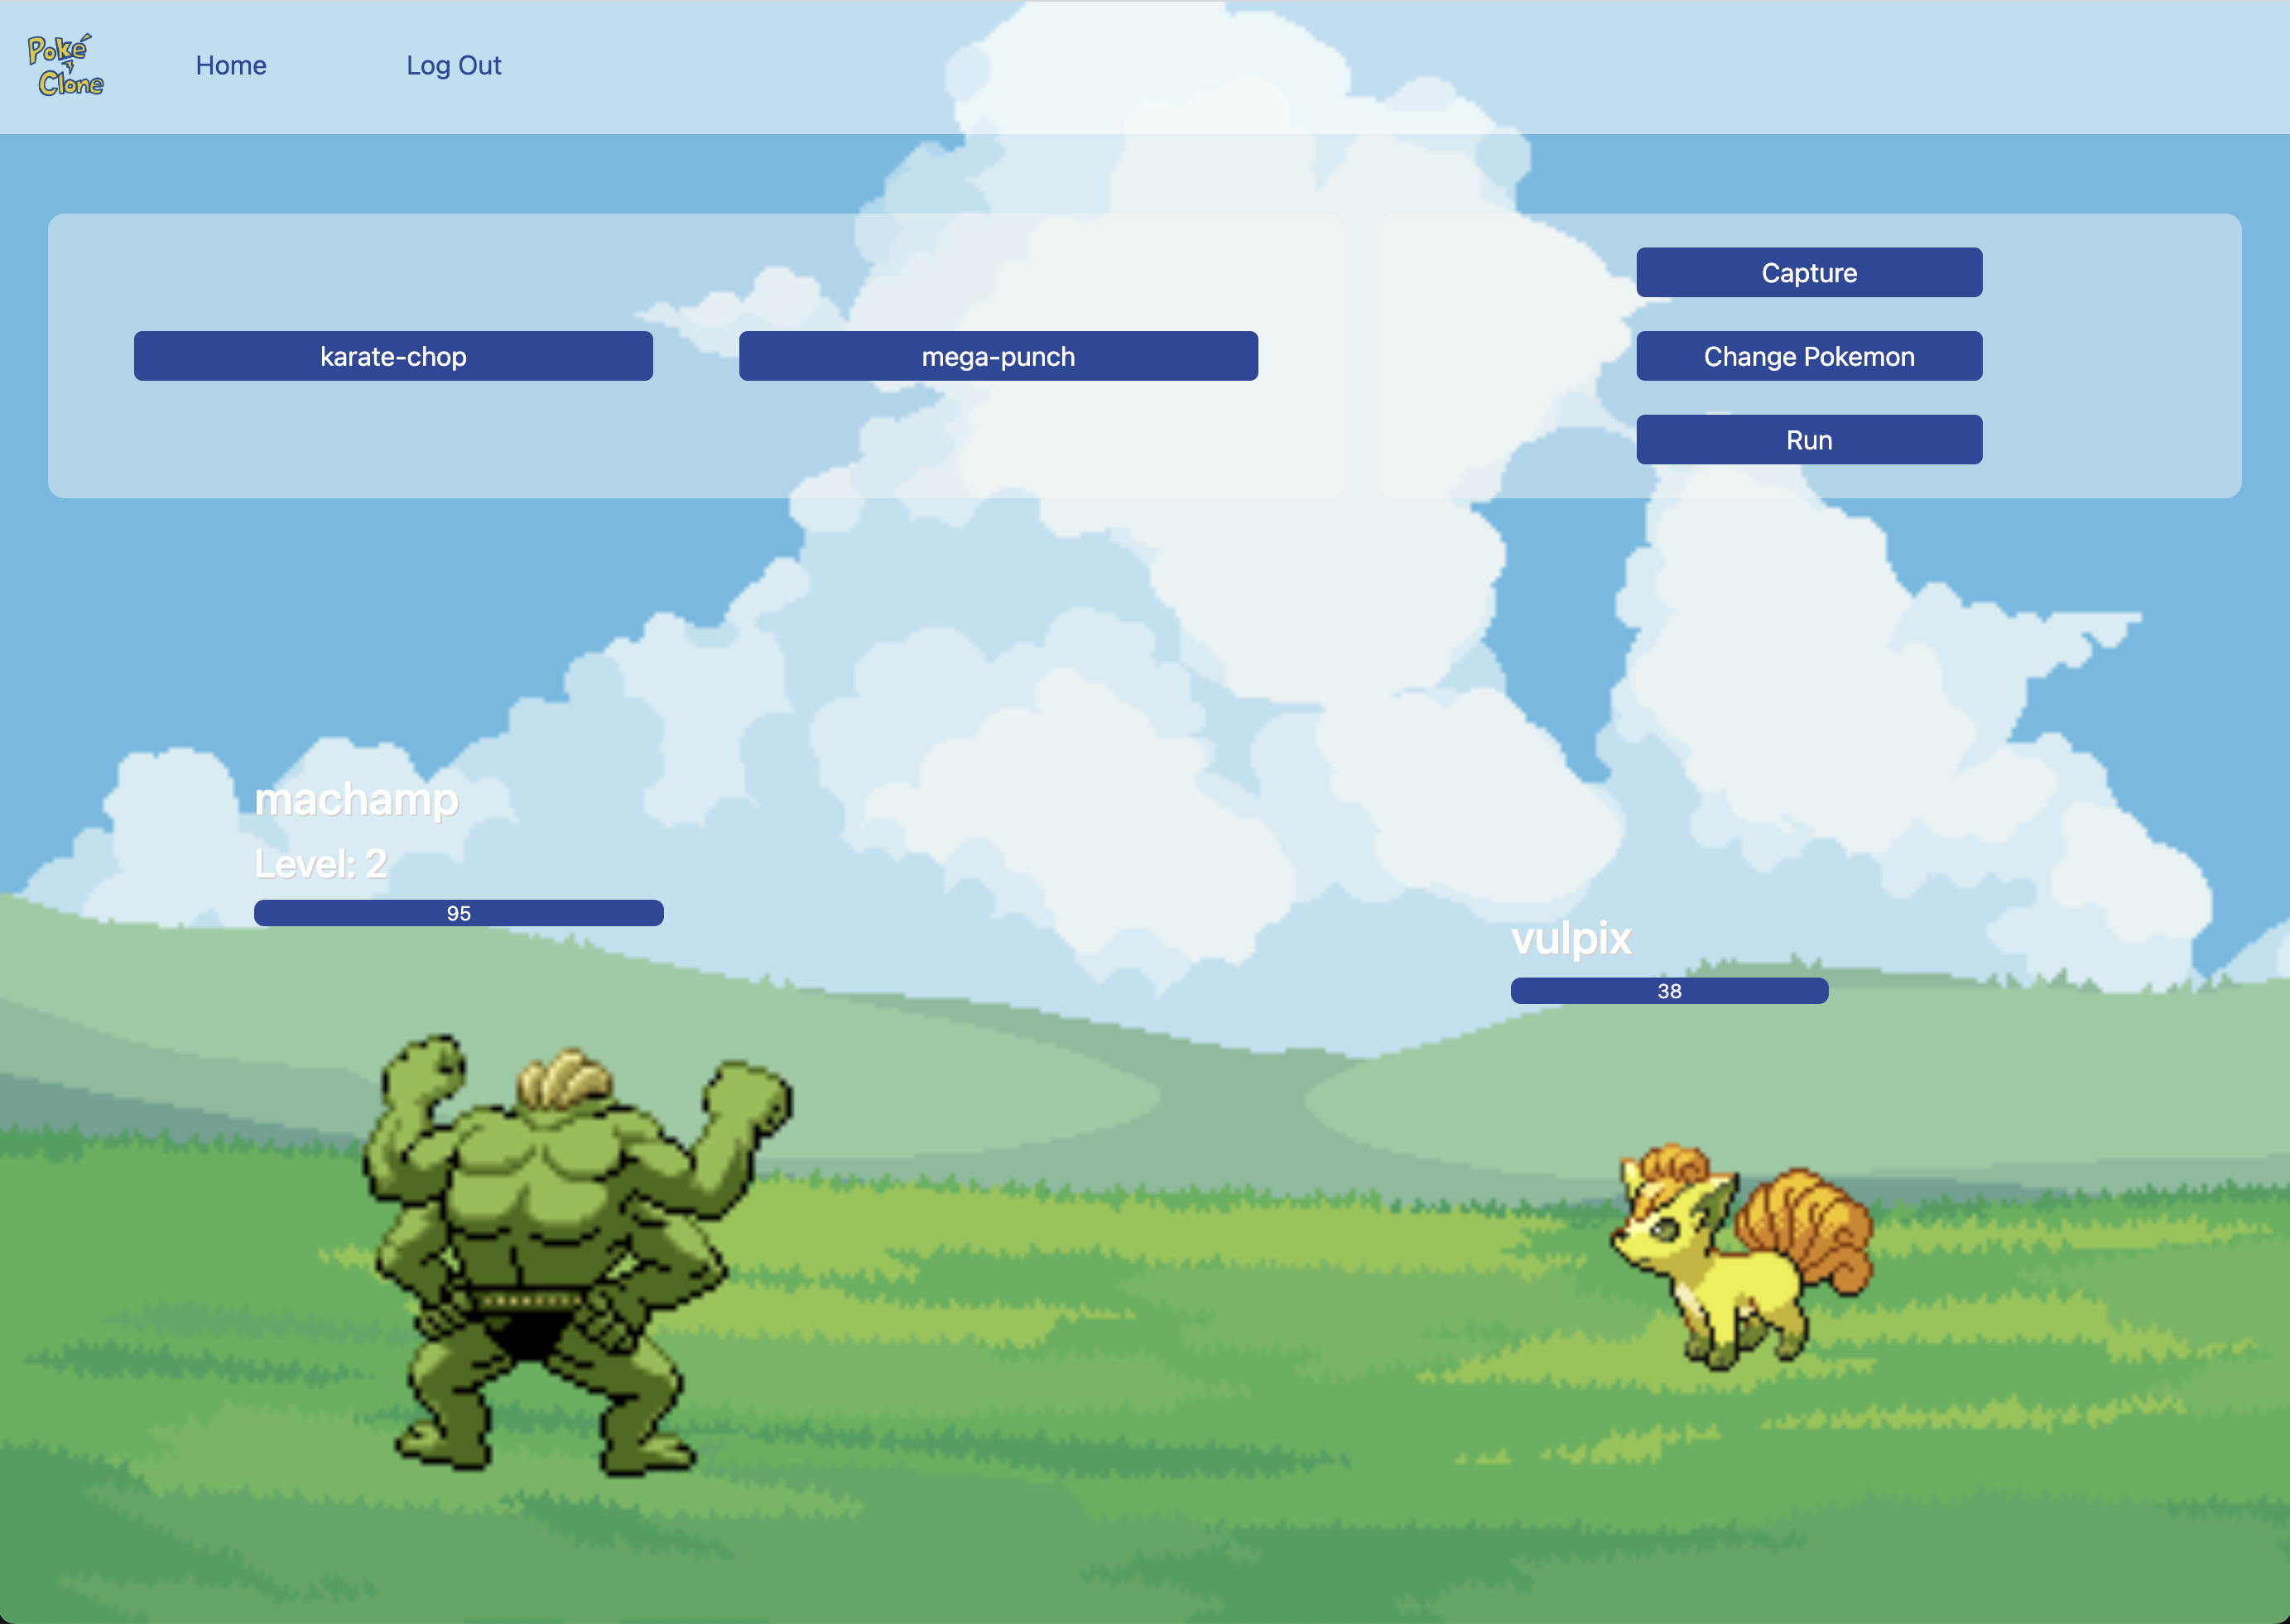 Poké
Clone
Home
Log Out
karate-chop
mega-punch
Capture
Change Pokemon
Run
machamp
Level: 2
95
vulpix
38